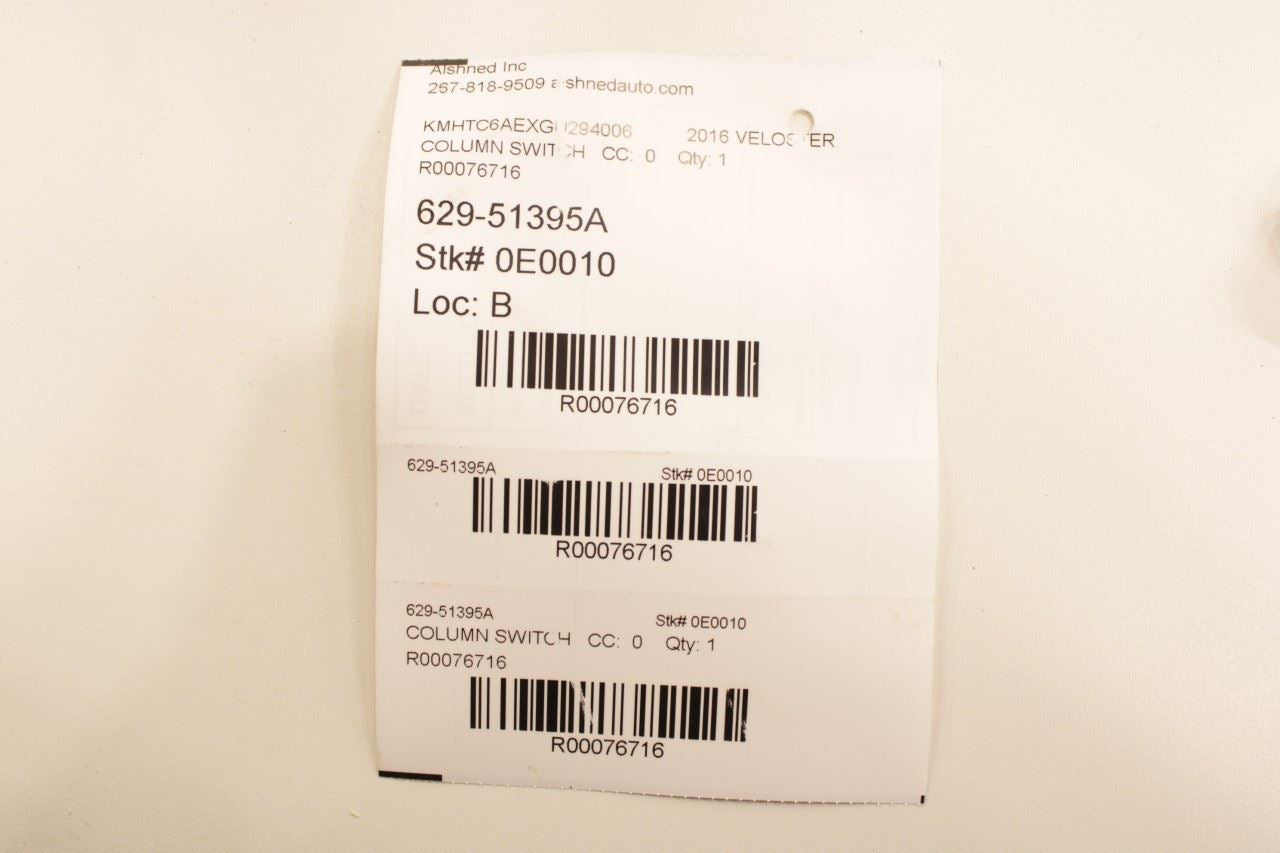 Alshned Inc
267-818-9509 alshnedauto.com
2016 VELOSTER
COLUMN SWITCH CC: 0 Qty: 1
R00076716
629-51395A
Stk# 0E0010
Loc: B
R00076716
629-51395A Stk# 0E0010
R00076716
629-51395A Stk# 0E0010
COLUMN SWITCH CC: 0 Qty: 1
R00076716
R00076716